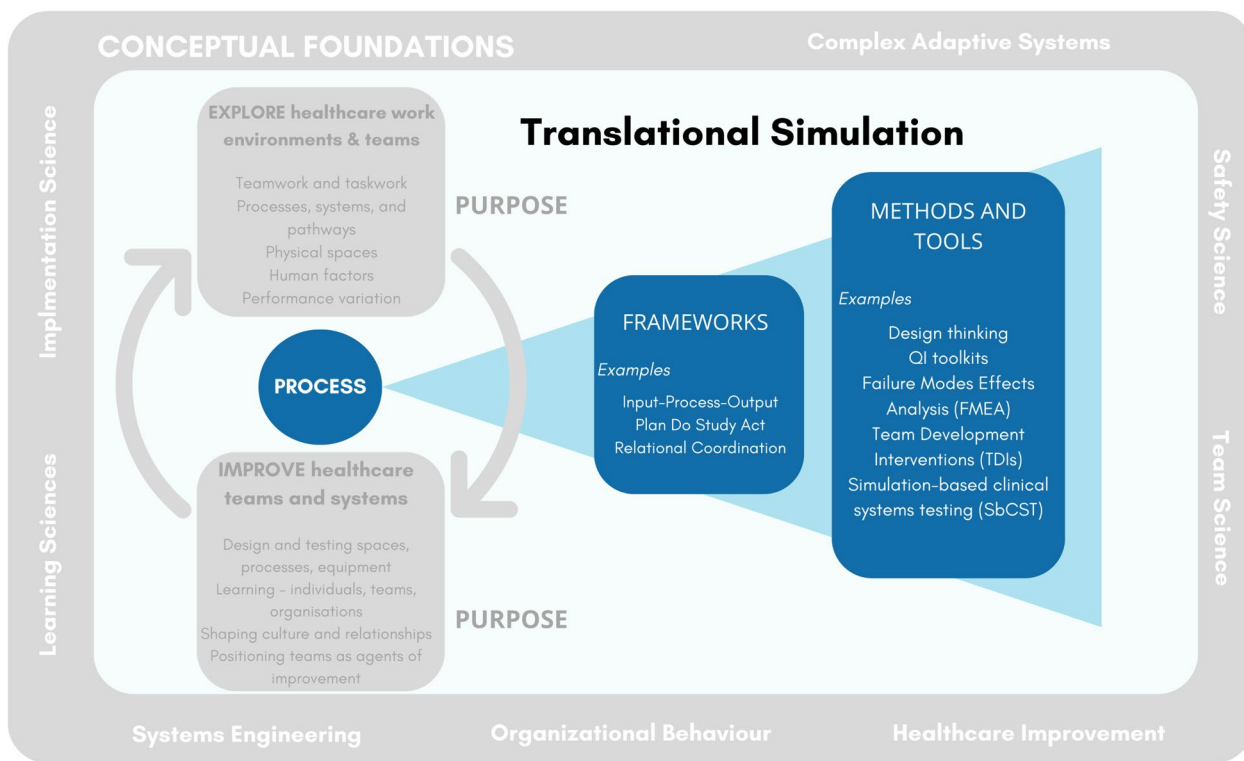 CONCEPTUAL FOUNDATIONS
Complex Adaptive Systems
Implmentation Science
Learning Sciences
EXPLORE healthcare work
environments & teams
Teamwork and taskwork
Processes, systems, and
pathways
Physical spaces
Human factors
Performance variation
PURPOSE
Translational Simulation
PROCESS
FRAMEWORKS
Examples
Input-Process-Output
Plan Do Study Act
Relational Coordination
METHODS AND
TOOLS
Examples
Design thinking
QI toolkits
Failure Modes Effects
Analysis (FMEA)
Team Development
Interventions (TDIs)
Simulation-based clinical
systems testing (SbCST)
IMPROVE healthcare
teams and systems
Design and testing spaces,
processes, equipment
Learning - individuals, teams,
organisations
Shaping culture and relationships
Positioning teams as agents of
improvement
PURPOSE
Safety Science
Team Science
Systems Engineering
Organizational Behaviour
Healthcare Improvement